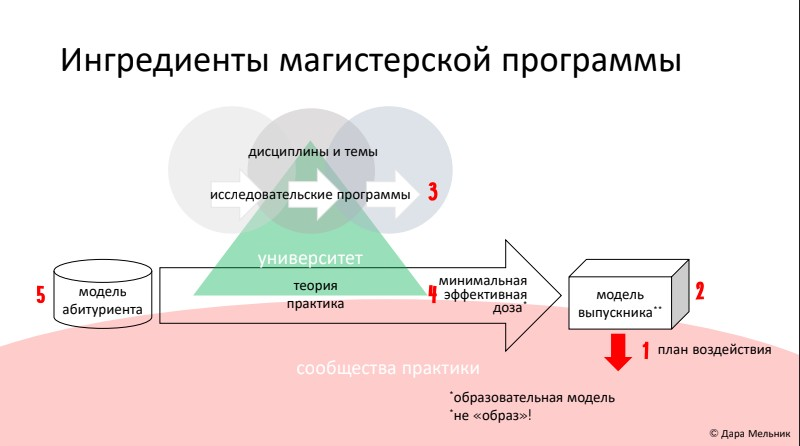 Ингредиенты магистерской программы
дисциплины и темы
исследовательские программы 3
университет
5 модель
абитуриента
теория
практика
4 минимальная
эффективная
доза*
модель
выпускника**
2
1 план воздействия
сообщества практики
*образовательная модель
*не «образ»!
© Дара Мельник